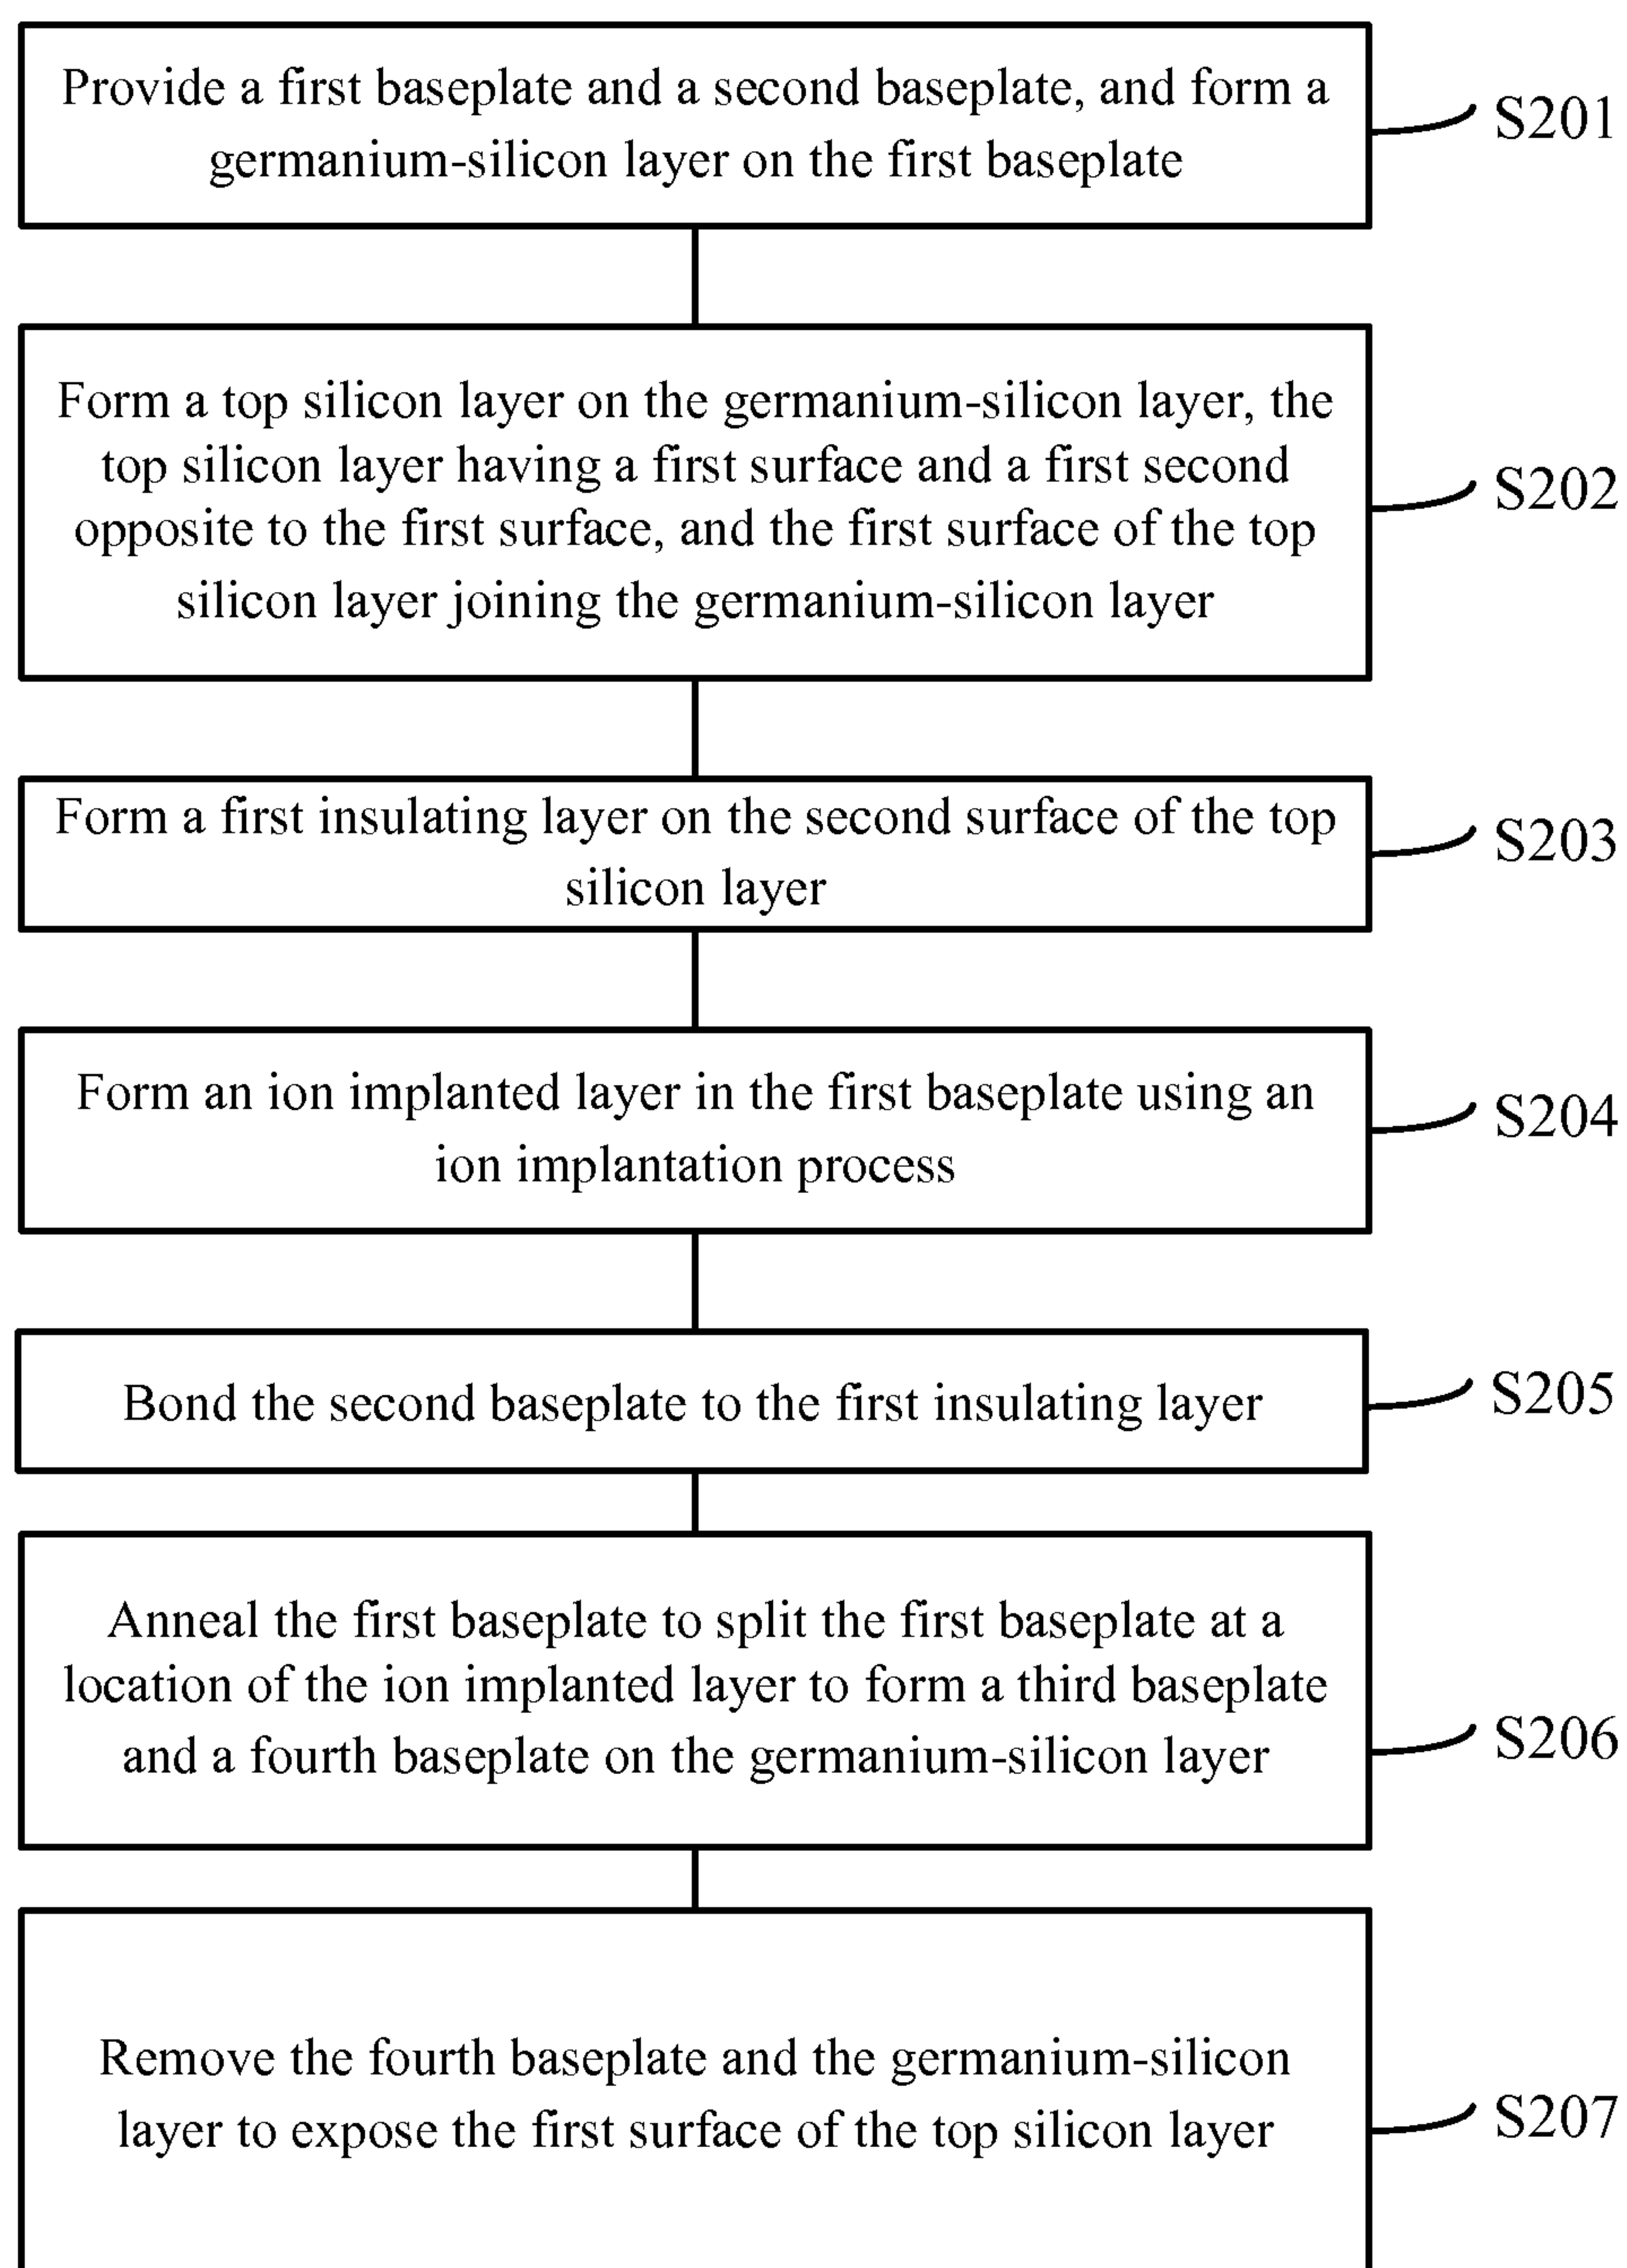 Provide a first baseplate and a second baseplate, and form a
germanium-silicon layer on the first baseplate
S201
Form a top silicon layer on the germanium-silicon layer, the
top silicon layer having a first surface and a first second
opposite to the first surface, and the first surface of the top
silicon layer joining the germanium-silicon layer
S202
Form a first insulating layer on the second surface of the top
silicon layer
S203
Form an ion implanted layer in the first baseplate using an
ion implantation process
S204
Bond the second baseplate to the first insulating layer
S205
Anneal the first baseplate to split the first baseplate at a
location of the ion implanted layer to form a third baseplate
and a fourth baseplate on the germanium-silicon layer
S206
Remove the fourth baseplate and the germanium-silicon
layer to expose the first surface of the top silicon layer
S207